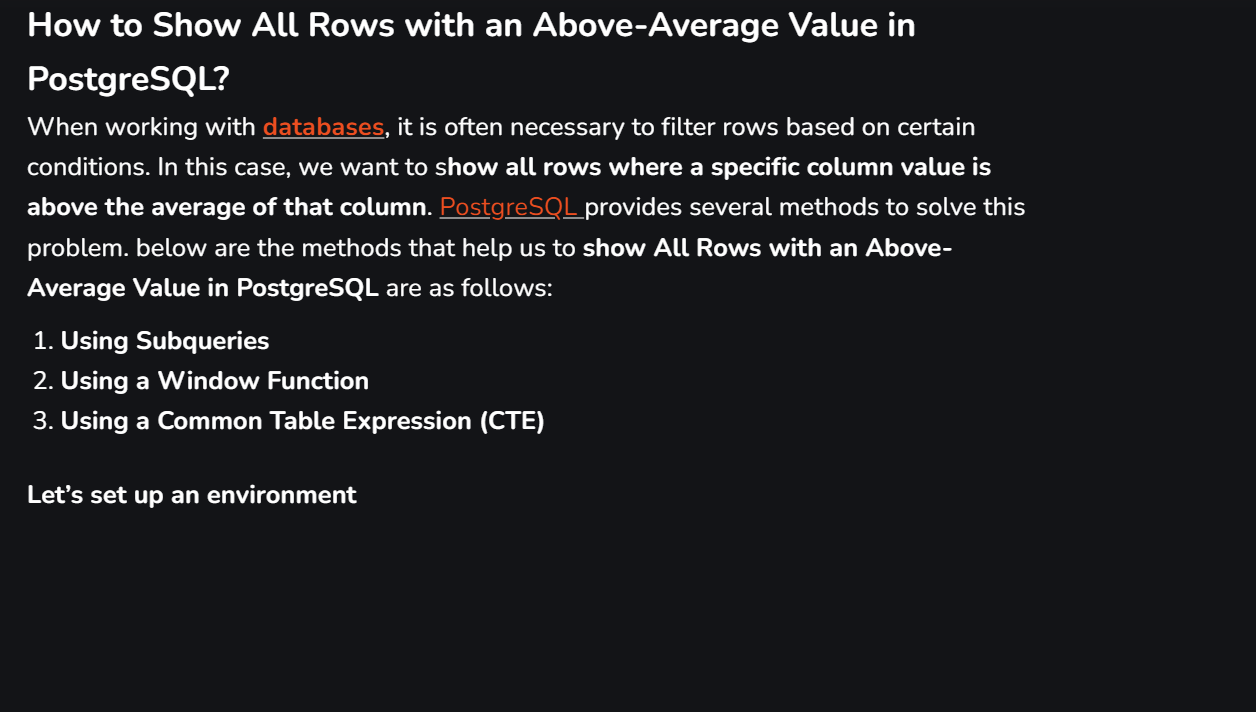 How to Show All Rows with an Above-Average Value in
PostgreSQL?
When working with databases, it is often necessary to filter rows based on certain
conditions. In this case, we want to show all rows where a specific column value is
above the average of that column. PostgreSQL provides several methods to solve this
problem. below are the methods that help us to show All Rows with an Above-
Average Value in PostgreSQL are as follows:
1. Using Subqueries
2. Using a Window Function
3. Using a Common Table Expression (CTE)
Let’s set up an environment